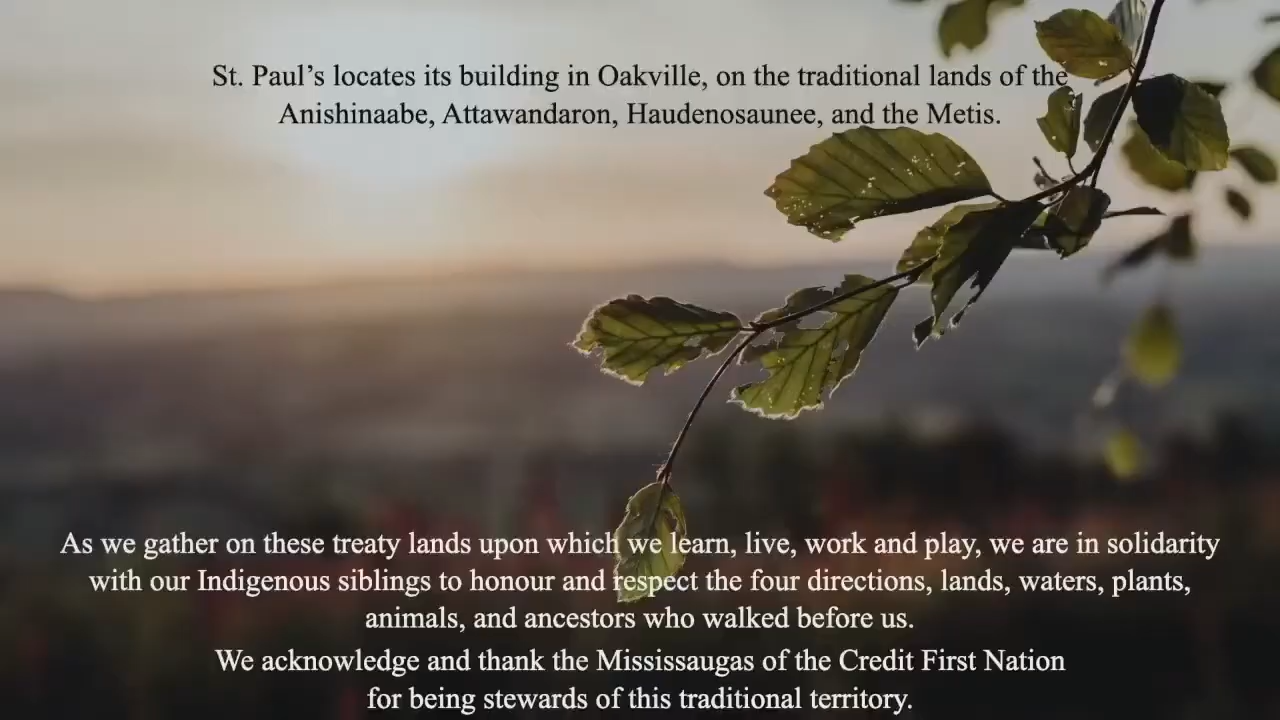 St. Paul’s locates its building in Oakville, on the traditional lands of the
Anishinaabe, Attawandaron, Haudenosaunee, and the Metis.
As we gather on these treaty lands upon which we learn, live, work and play, we are in solidarity
with our Indigenous siblings to honour and respect the four directions, lands, waters, plants,
animals, and ancestors who walked before us.
We acknowledge and thank the Mississaugas of the Credit First Nation
for being stewards of this traditional territory.